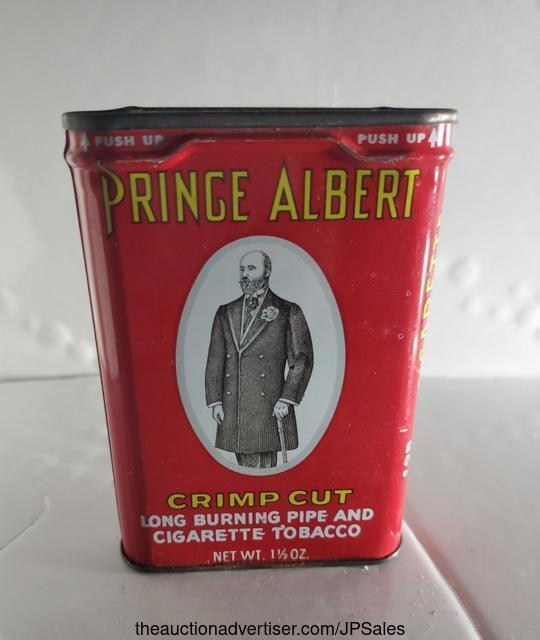 PUSH UP PUSH UP
PRINCE ALBERT
CRIMP CUT
LONG BURNING PIPE AND
CIGARETTE TOBACCO
NET WT. 1½ OZ.
theauctionadvertiser.com/JPSales